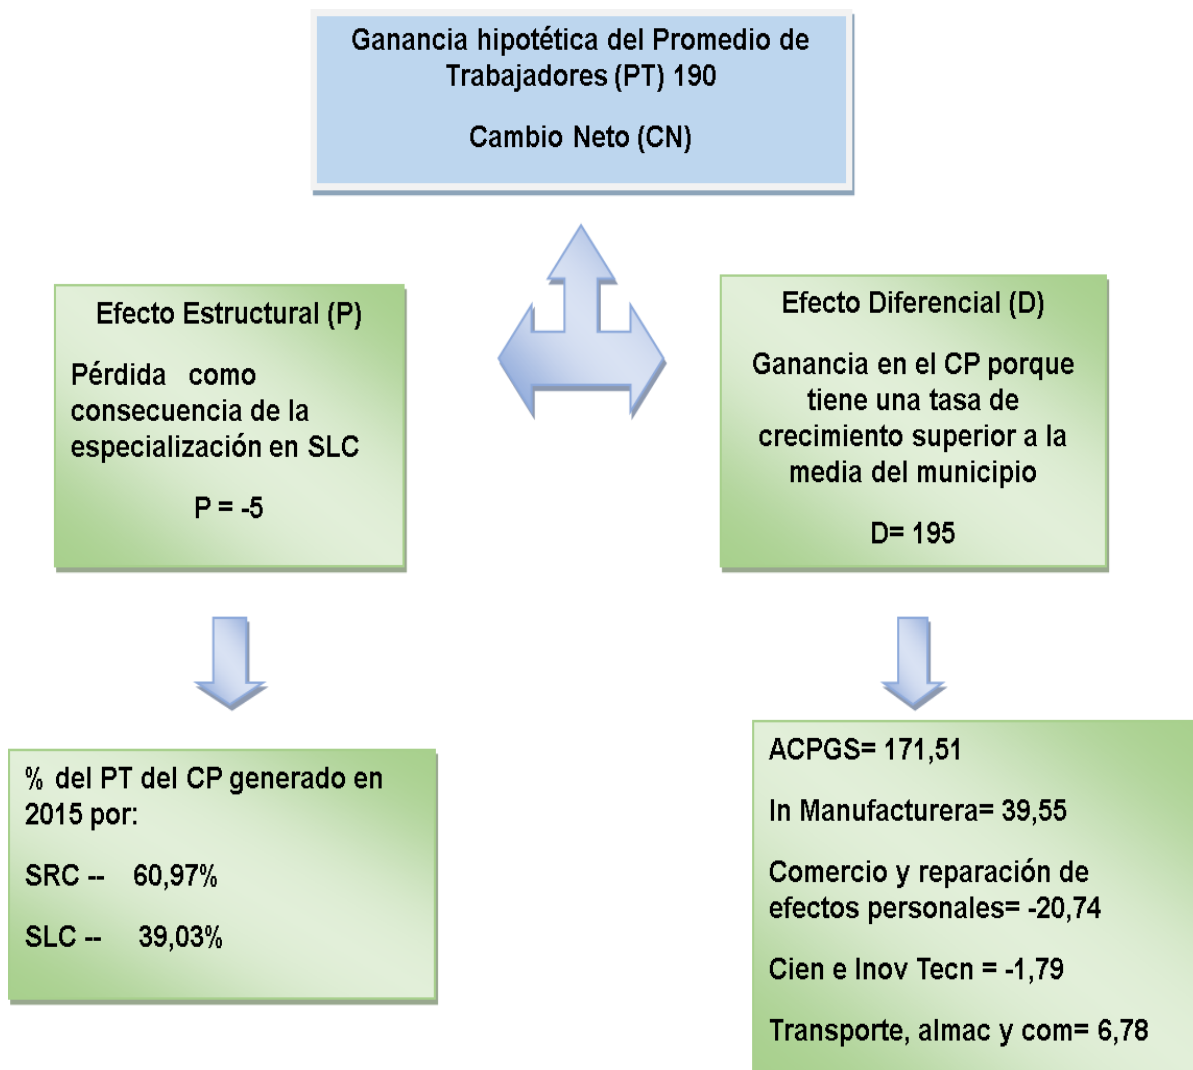 Ganancia hipotética del Promedio de
Trabajadores (PT) 190
Cambio Neto (CN)
Efecto Estructural (P)
Pérdida como
consecuencia de la
especialización en SLC
P = -5
Efecto Diferencial (D)
Ganancia en el CP porque
tiene una tasa de
crecimiento superior a la
media del municipio
D= 195
% del PT del CP generado en
2015 por:
SRC -- 60,97%
SLC -- 39,03%
ACPGS= 171,51
In Manufacturera= 39,55
Comercio y reparación de
efectos personales= -20,74
Cien e Inov Tecn = -1,79
Transporte, almac y com= 6,78